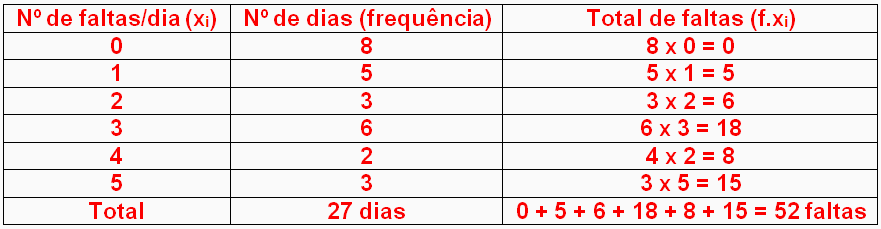 Nº de faltas/dia (xᵢ) Nº de dias (frequência) Total de faltas (f.xᵢ)
0 8 8 x 0 = 0
1 5 5 x 1 = 5
2 3 3 x 2 = 6
3 6 6 x 3 = 18
4 2 4 x 2 = 8
5 3 3 x 5 = 15
Total 27 dias 0 + 5 + 6 + 18 + 8 + 15 = 52 faltas